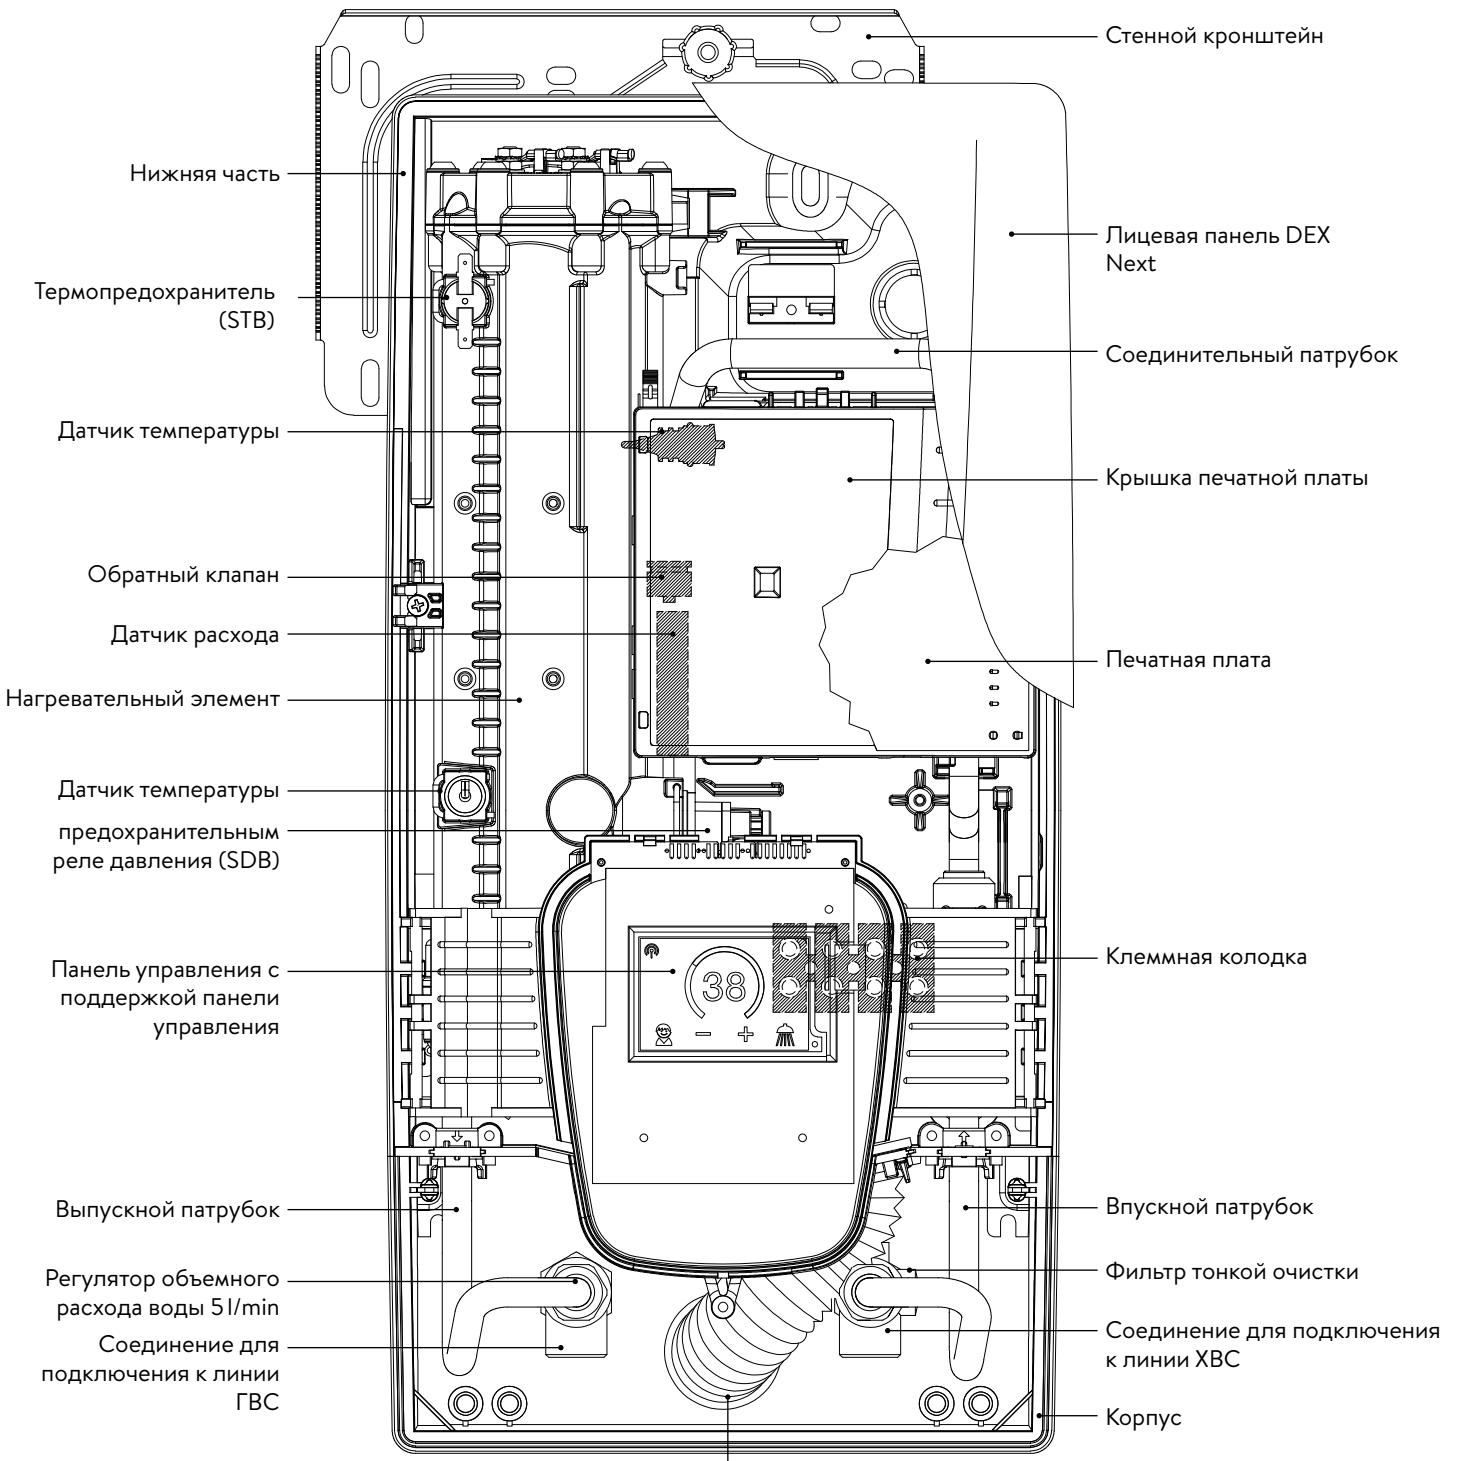 Стенной кронштейн
Нижняя часть
Лицевая панель DEX
Next
Термопредохранитель
(STB)
Соединительный патрубок
Датчик температуры
Крышка печатной платы
Обратный клапан
Датчик расхода
Печатная плата
Нагревательный элемент
Датчик температуры
предохранительным
реле давления (SDB)
Панель управления с
поддержкой панели
управления
38
Клеммная колодка
Выпускной патрубок
Впускной патрубок
Регулятор объемного
расхода воды 5 l/min
Фильтр тонкой очистки
Соединение для
подключения к линии
ГВС
Соединение для подключения
к линии ХВС
Корпус